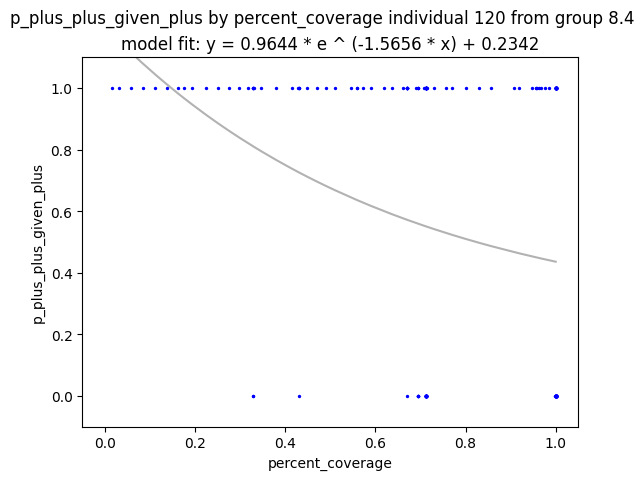 p_plus_plus_given_plus by percent_coverage individual 120 from group 8.4
model fit: y = 0.9644 * e ^ (-1.5656 * x) + 0.2342
p_plus_plus_given_plus
1.0
0.8
0.6
0.4
0.2
0.0
0.0 0.2 0.4 0.6 0.8 1.0
percent_coverage